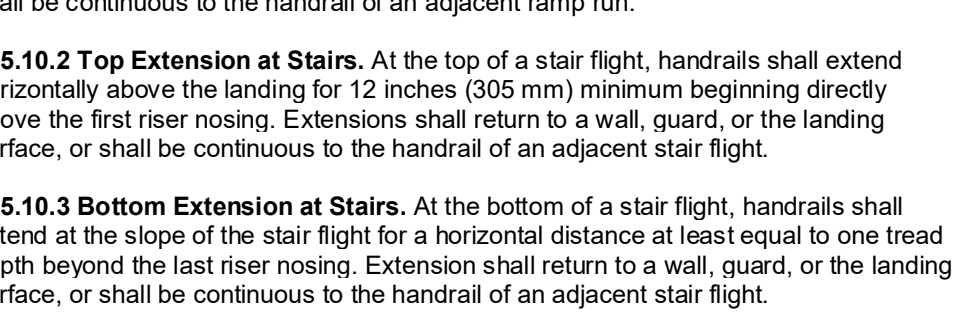 all be continuous to the handrail of an adjacent ramp run.
5.10.2 Top Extension at Stairs. At the top of a stair flight, handrails shall extend
rizontally above the landing for 12 inches (305 mm) minimum beginning directly
ove the first riser nosing. Extensions shall return to a wall, guard, or the landing
rface, or shall be continuous to the handrail of an adjacent stair flight.
5.10.3 Bottom Extension at Stairs. At the bottom of a stair flight, handrails shall
tend at the slope of the stair flight for a horizontal distance at least equal to one tread
pth beyond the last riser nosing. Extension shall return to a wall, guard, or the landing
rface, or shall be continuous to the handrail of an adjacent stair flight.